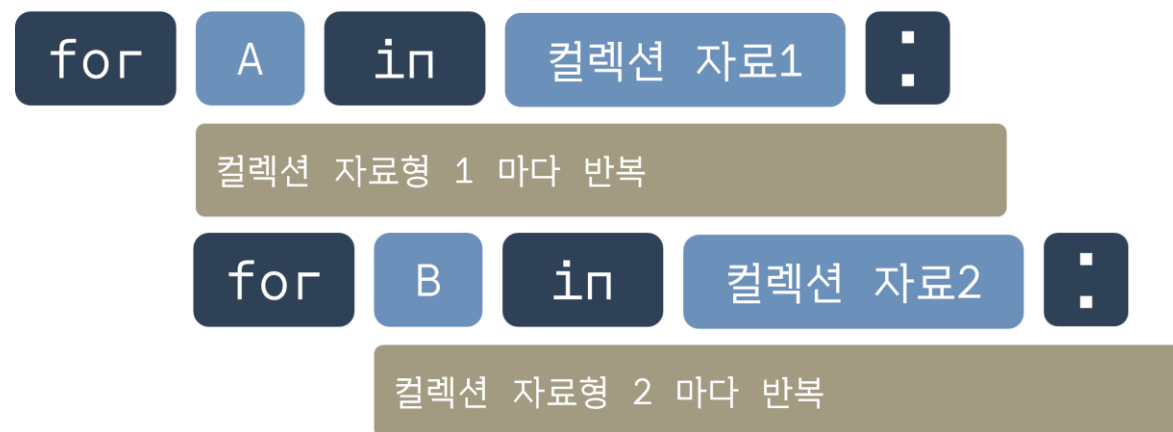 for A in 컬렉션 자료1 :
컬렉션 자료형 1 마다 반복
for B in 컬렉션 자료2 :
컬렉션 자료형 2 마다 반복